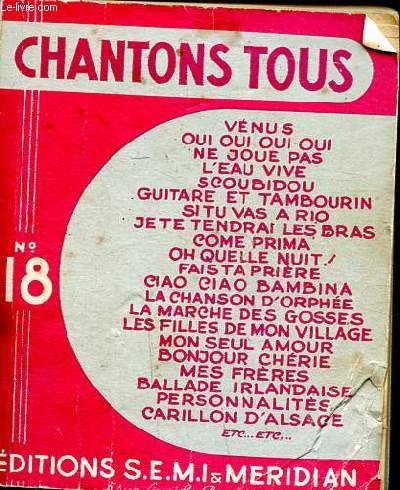 Le-livre.com
CHANTONS TOUS
VÉNUS
OUI OUI OUI OUI
NE JOUE PAS
L'EAU VIVE
SCOUBIDOU
GUITARE ET TAMBOURIN
SI TU VAS A RIO
JE TE TENDRAI LES BRAS
COME PRIMA
OH QUELLE NUIT!
FAIS TA PRIÈRE
CIAO CIAO BAMBINA
LA CHANSON D'ORPHÉE
LA MARCHE DES GOSSES
LES FILLES DE MON VILLAGE
MON SEUL AMOUR
BONJOUR CHÉRIE
MES FRÈRES
BALLADE IRLANDAISE
PERSONNALITÉS
CARILLON D'ALSACE
ETC... ETC...
No
18
ÉDITIONS S.E.M.I & MERIDIAN